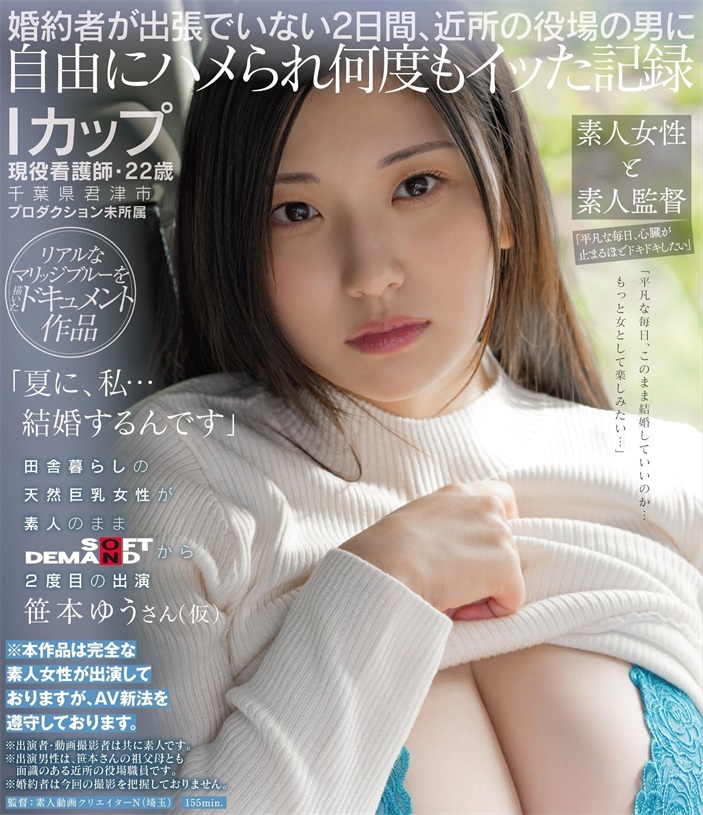 婚約者が出張でいない2日間、近所の役場の男に
自由にハメられ何度もイッた記録
Iカップ
現役看護師・22歳
千葉県君津市
プロダクション未所属
リアルな
マリッジブルーを
描いた
ドキュメント
作品
素人女性
と
素人監督
「平凡な毎日、心臓が
止まるほどドキドキしたい」
「平凡な毎日、このまま結婚していいのか…
もっと女として楽しみたい…」
「夏に、私…
結婚するんです」
田舎暮らしの
天然巨乳女性が
素人のまま
SOFT
ON
DEMANDから
2度目の出演
笹本ゆうさん(仮)
※本作品は完全な
素人女性が出演して
おりますが、AV新法を
遵守しております。
※出演者・動画撮影者は共に素人です。
※出演男性は、笹本さんの祖父母とも
面識のある近所の役場職員です。
※婚約者は今回の撮影を把握しておりません。
監督:素人動画クリエイターN(埼玉) 155min.